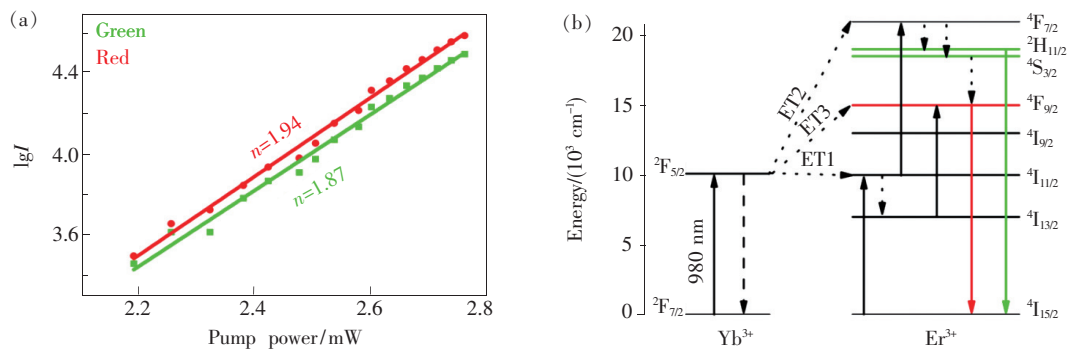 (a)
Green
Red
4.4
4.0
3.6
lgI
n=1.94
n=1.87
2.2
2.4
2.6
2.8
Pump power/mW
(b)
Energy/(10³ cm⁻¹)
20
15
10
5
0
²F₅/₂
²F₇/₂
980 nm
ET2
ET3
ET1
⁴F₇/₂
²H₁₁/₂
⁴S₃/₂
⁴F₉/₂
⁴I₉/₂
⁴I₁₁/₂
⁴I₁₃/₂
⁴I₁₅/₂
Yb³⁺
Er³⁺